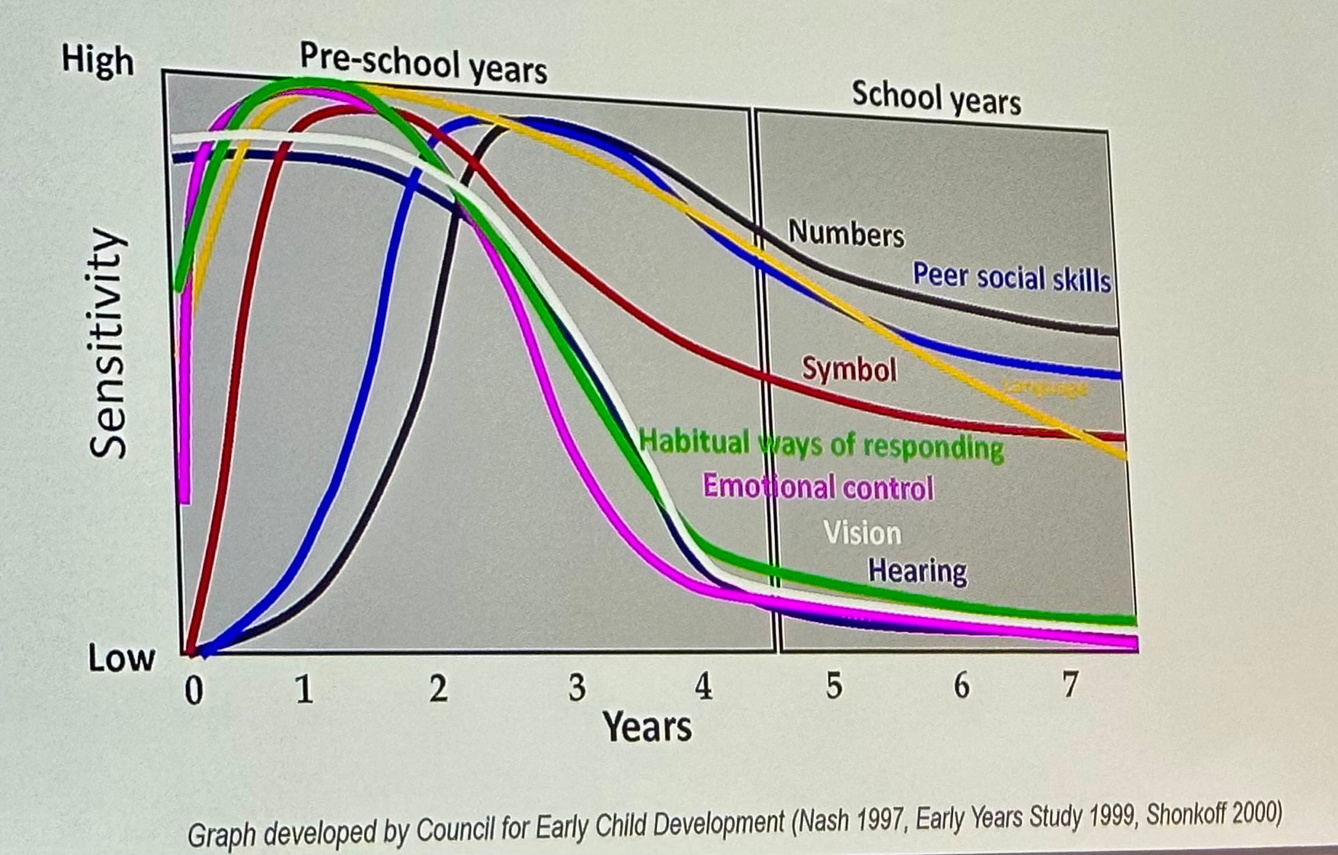 High
Pre-school years
School years
Sensitivity
Numbers
Peer social skills
Symbol
Language
Habitual ways of responding
Emotional control
Vision
Hearing
Low
0 1 2 3 4 5 6 7
Years
Graph developed by Council for Early Child Development (Nash 1997, Early Years Study 1999, Shonkoff 2000)